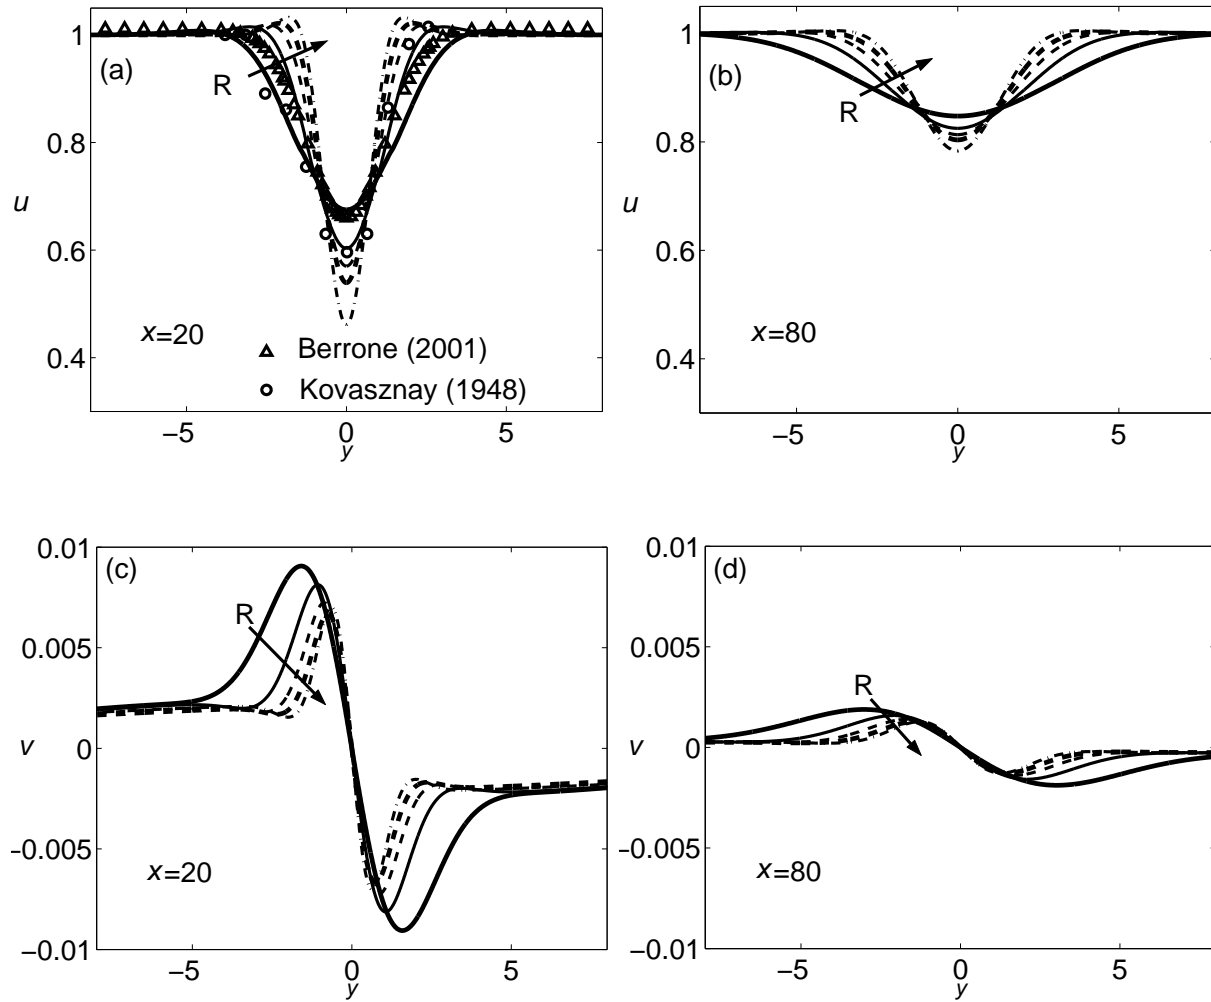 1
(a)
R
0.8
u
0.6
x=20
Berrone (2001)
0.4
Kovasznay (1948)
−5
0
5
y
1
(b)
R
0.8
u
0.6
x=80
0.4
−5
0
5
y
0.01
(c)
R
0.005
v
0
−0.005
x=20
−0.01
−5
0
5
y
0.01
(d)
0.005
R
v
0
−0.005
x=80
−0.01
−5
0
5
y